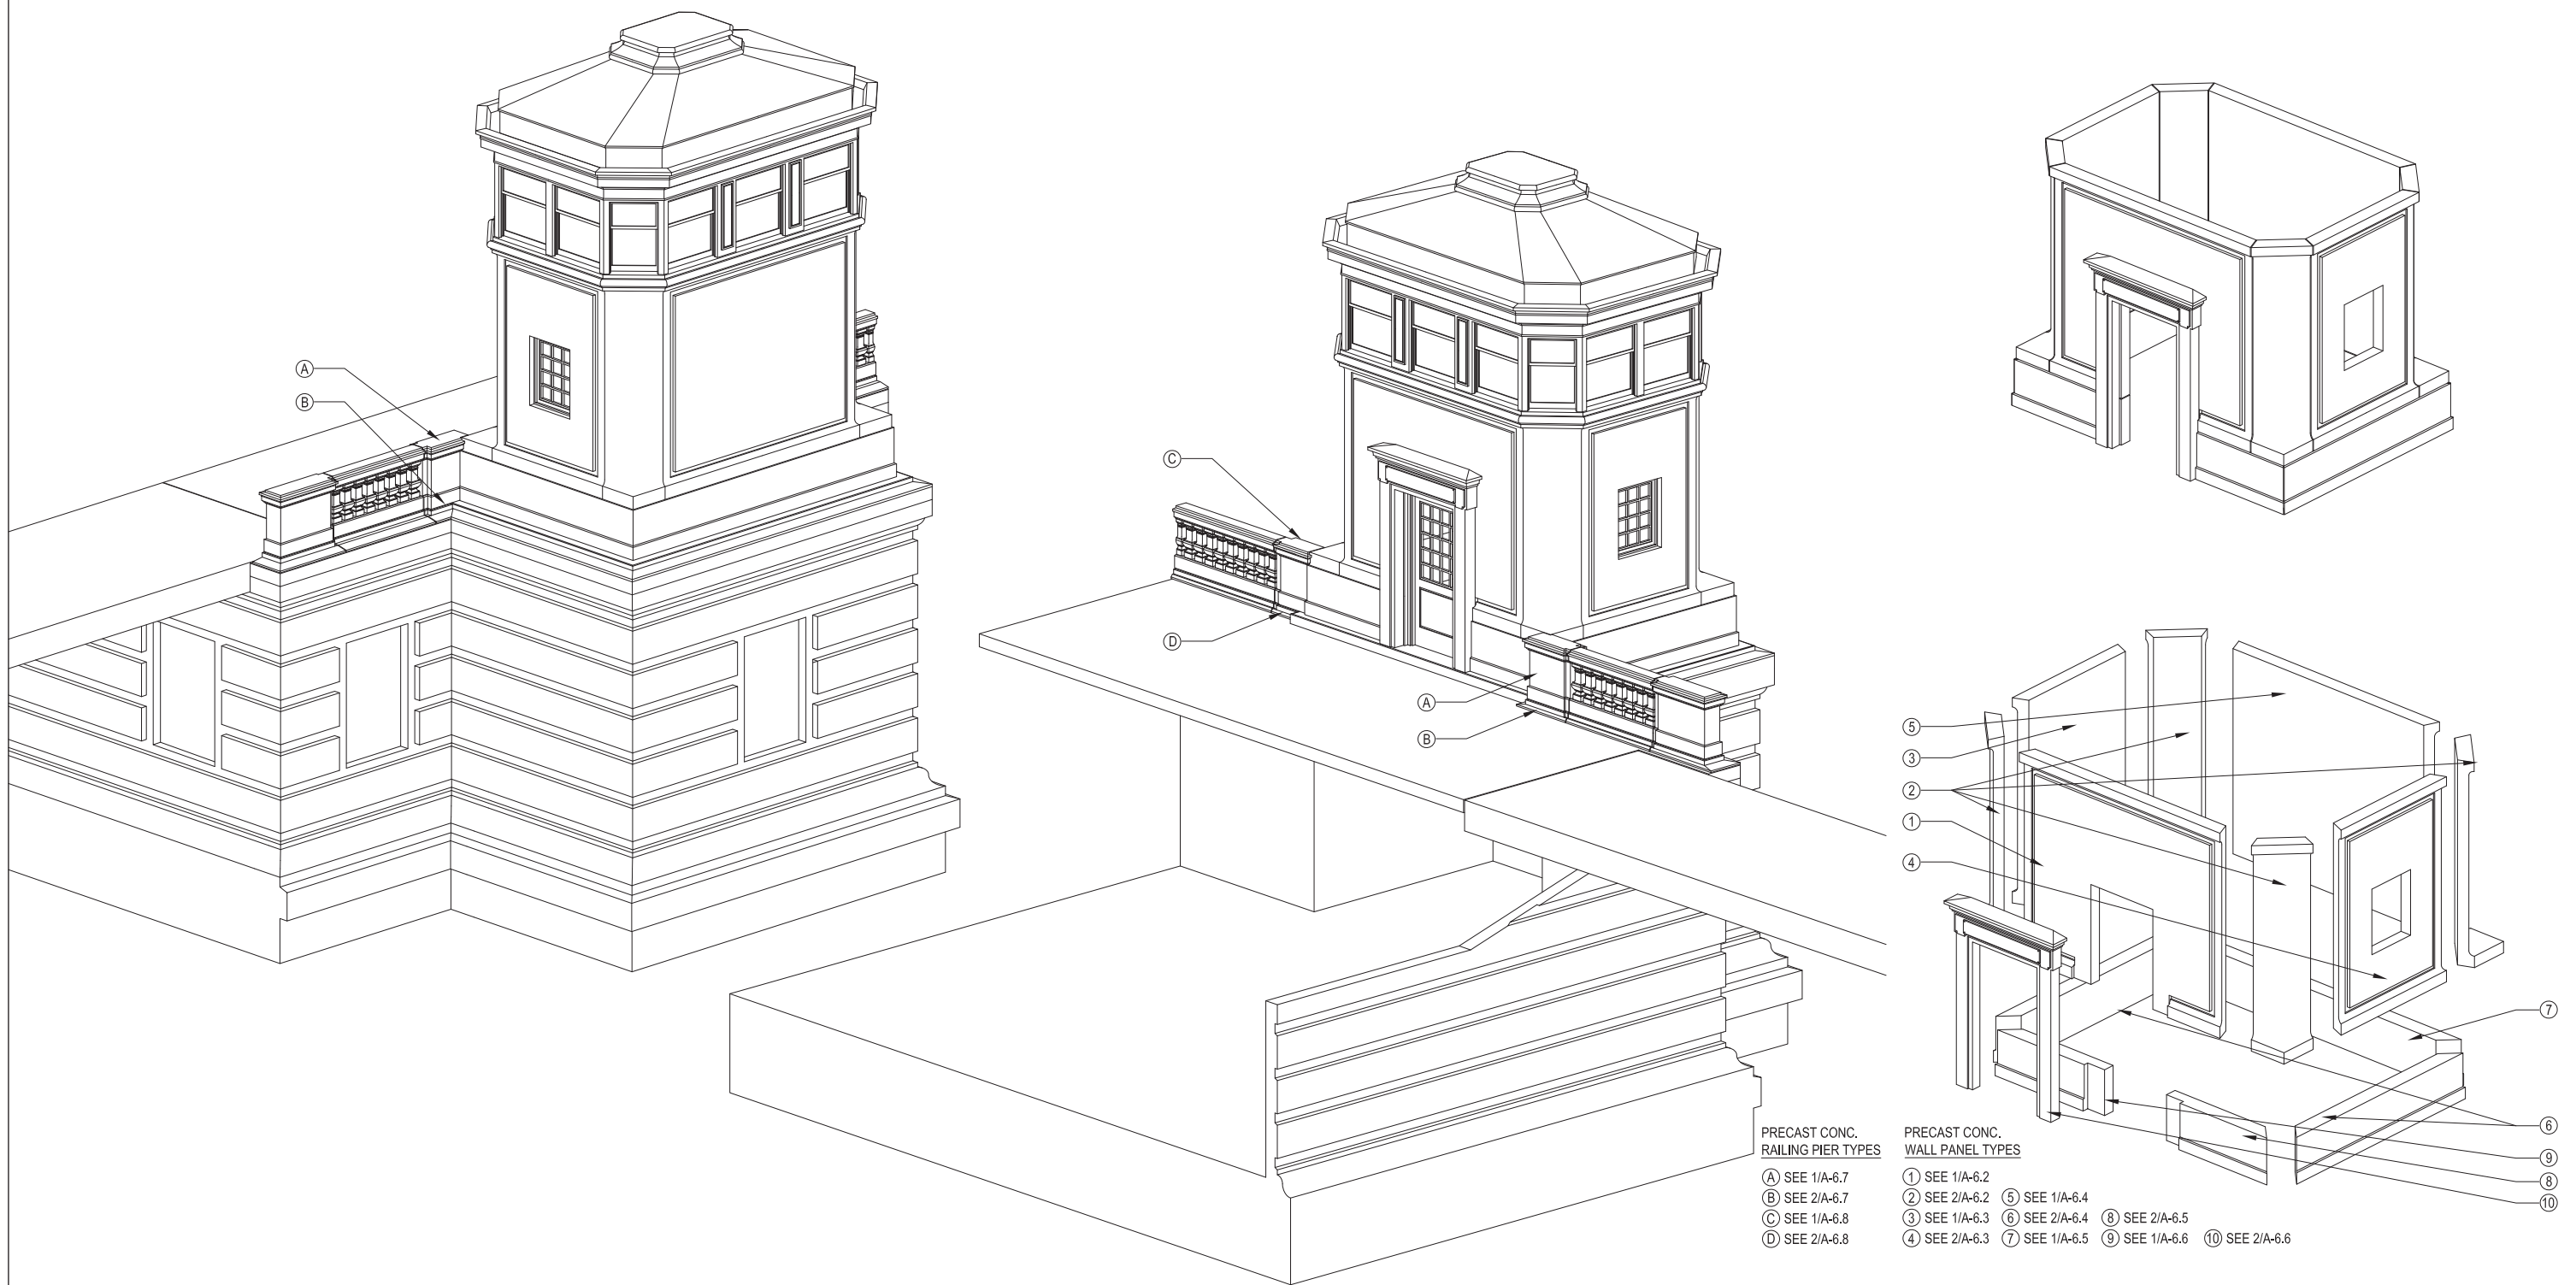 A
B
C
D
A
B
5
3
2
1
4
7
6
9
8
10
PRECAST CONC.
RAILING PIER TYPES
A SEE 1/A-6.7
B SEE 2/A-6.7
C SEE 1/A-6.8
D SEE 2/A-6.8
PRECAST CONC.
WALL PANEL TYPES
1 SEE 1/A-6.2
2 SEE 2/A-6.2 5 SEE 1/A-6.4
3 SEE 1/A-6.3 6 SEE 2/A-6.4 8 SEE 2/A-6.5
4 SEE 2/A-6.3 7 SEE 1/A-6.5 9 SEE 1/A-6.6 10 SEE 2/A-6.6